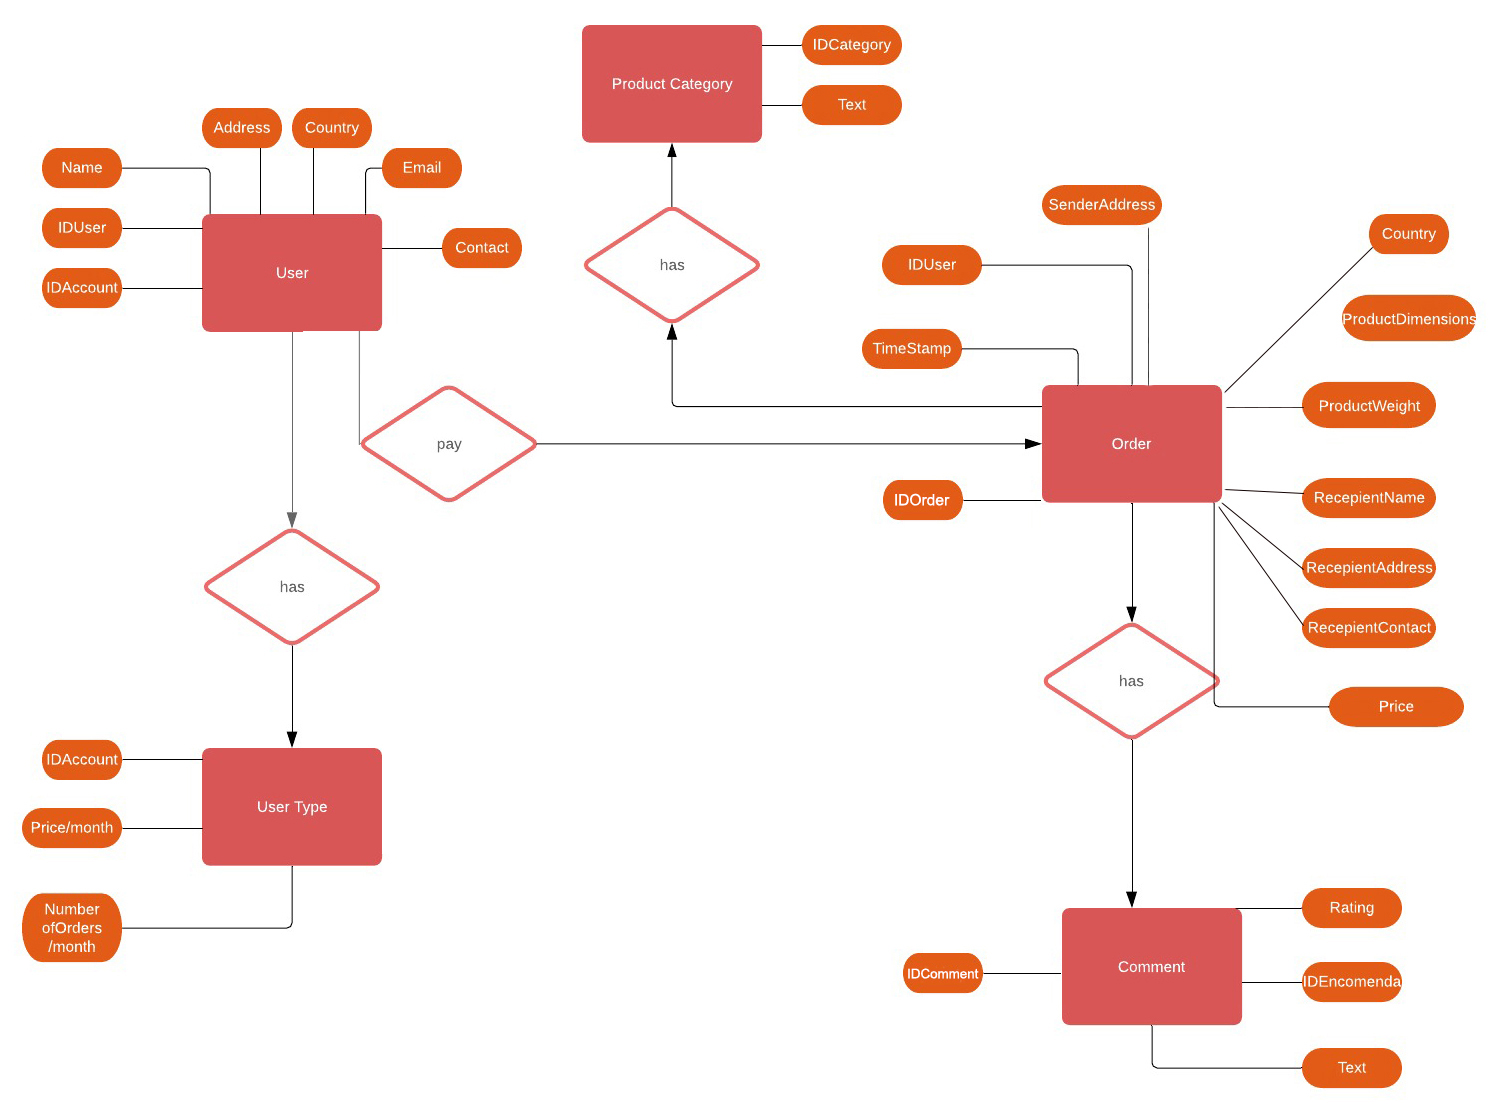 IDCategory
Product Category
Text
Address
Country
Name
Email
IDUser
Contact
User
IDAccount
has
SenderAddress
Country
IDUser
ProductDimensions
TimeStamp
ProductWeight
pay
Order
IDOrder
RecepientName
RecepientAddress
has
RecepientContact
has
Price
IDAccount
User Type
Price/month
Number
ofOrders
/month
Rating
Comment
IDComment
IDEncomenda
Text